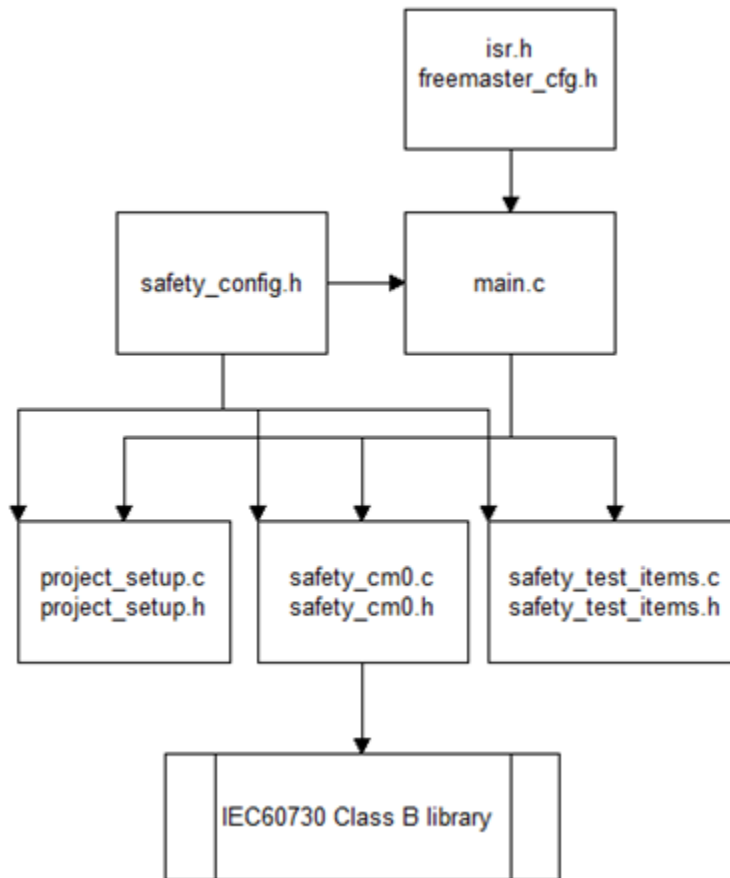 isr.h
freemaster_cfg.h
safety_config.h
main.c
project_setup.c
project_setup.h
safety_cm0.c
safety_cm0.h
safety_test_items.c
safety_test_items.h
IEC60730 Class B library